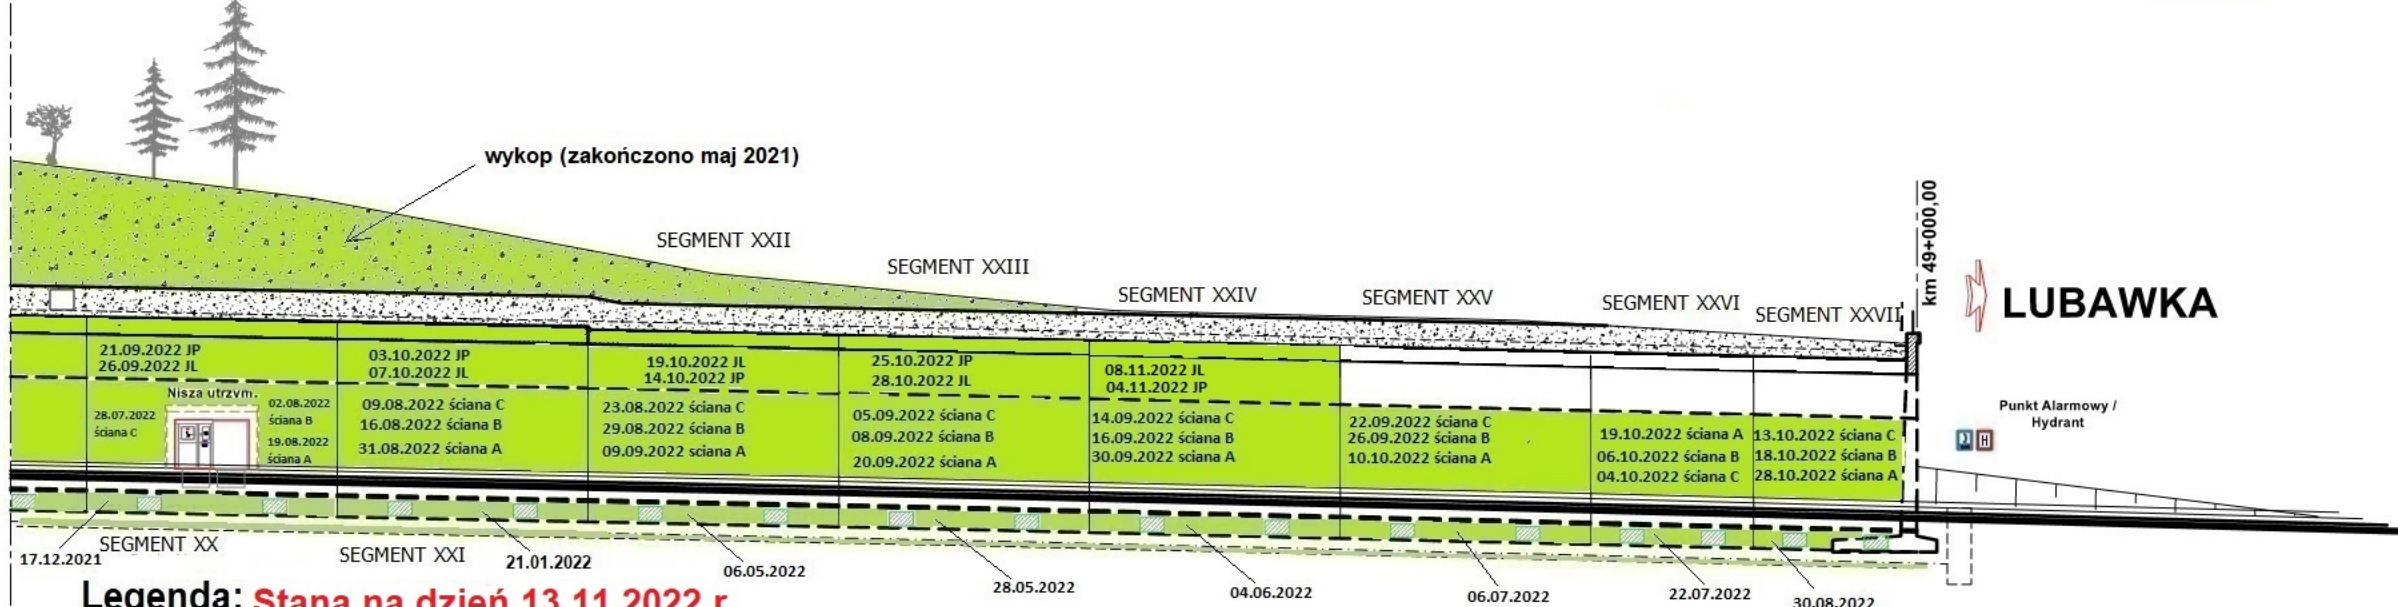 wykop (zakończono maj 2021)
SEGMENT XXII
SEGMENT XXIII
SEGMENT XXIV
SEGMENT XXV
SEGMENT XXVI
SEGMENT XXVII
km 49+000,00
LUBAWKA
21.09.2022 JP
26.09.2022 JL
03.10.2022 JP
07.10.2022 JL
19.10.2022 JL
14.10.2022 JP
25.10.2022 JP
28.10.2022 JL
08.11.2022 JL
04.11.2022 JP
28.07.2022
ściana C
Nisza utrzym.
02.08.2022
ściana B
19.08.2022
ściana A
09.08.2022 ściana C
16.08.2022 ściana B
31.08.2022 ściana A
23.08.2022 ściana C
29.08.2022 ściana B
09.09.2022 sciana A
05.09.2022 ściana C
08.09.2022 ściana B
20.09.2022 ściana A
14.09.2022 ściana C
16.09.2022 ściana B
30.09.2022 sciana A
22.09.2022 ściana C
26.09.2022 ściana B
10.10.2022 ściana A
19.10.2022 ściana A
06.10.2022 ściana B
04.10.2022 ściana C
13.10.2022 ściana C
18.10.2022 ściana B
28.10.2022 ściana A
Punkt Alarmowy /
Hydrant
H
17.12.2021
SEGMENT XX
SEGMENT XXI
21.01.2022
06.05.2022
28.05.2022
04.06.2022
06.07.2022
22.07.2022
30.08.2022
Legenda: Stana na dzień 13.11.2022 r